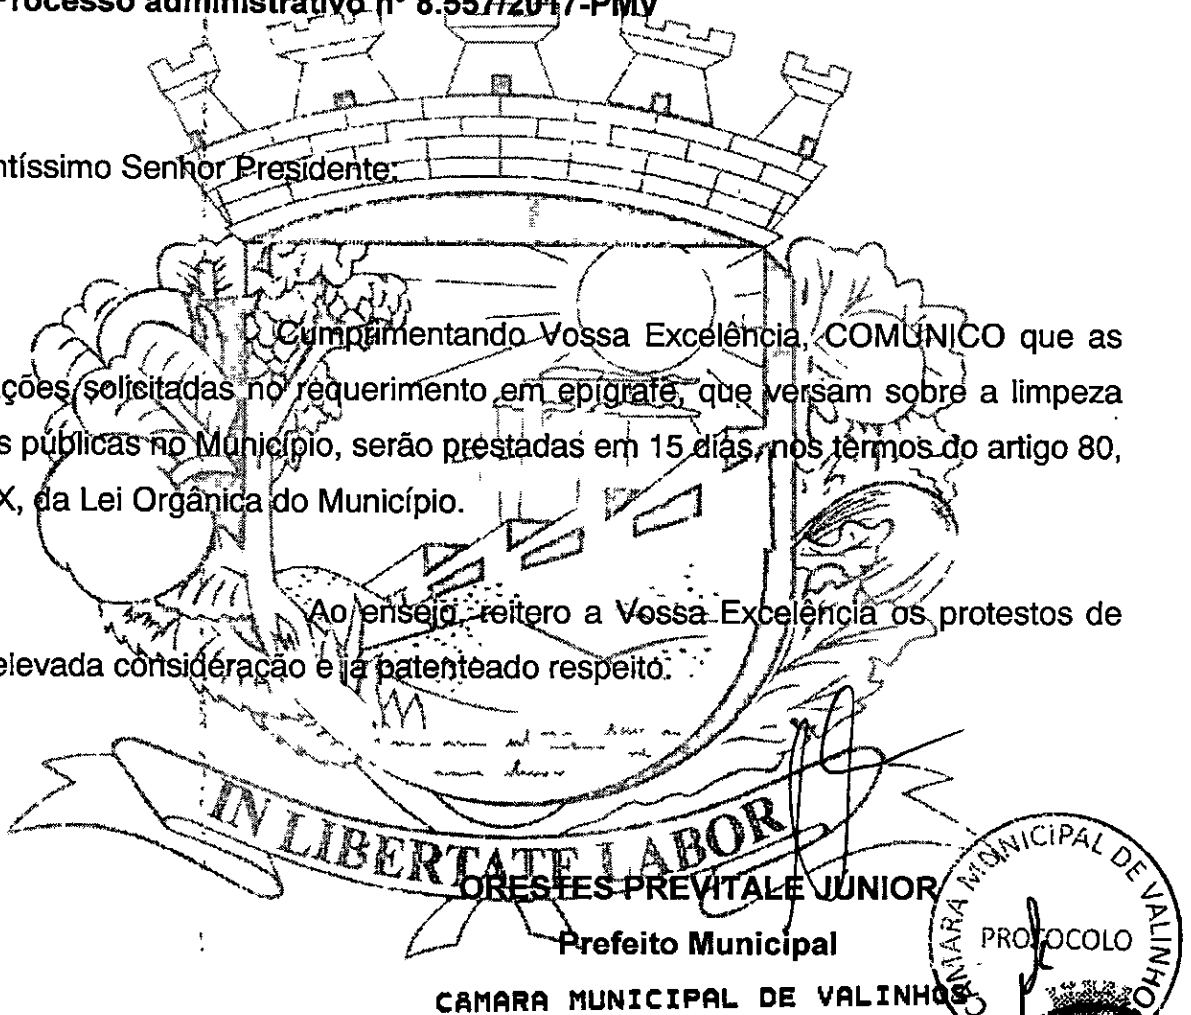 Processo administrativo nº 8.557/2017-PMV
ntíssimo Senhor Presidente:
Cumprimentando Vossa Excelência, COMUNICO que as
ções solicitadas no requerimento em epígrafe, que versam sobre a limpeza
s públicas no Município, serão prestadas em 15 dias, nos termos do artigo 80,
X, da Lei Orgânica do Município.
Ao ensejo, reitero a Vossa Excelência os protestos de
elevada consideração e já patenteado respeito.
IN LIBERTATE LABOR
ORESTES PREVITALE JUNIOR
Prefeito Municipal
CÂMARA MUNICIPAL DE VALINHOS
CÂMARA MUNICIPAL DE VALINHO
PROTOCOLO